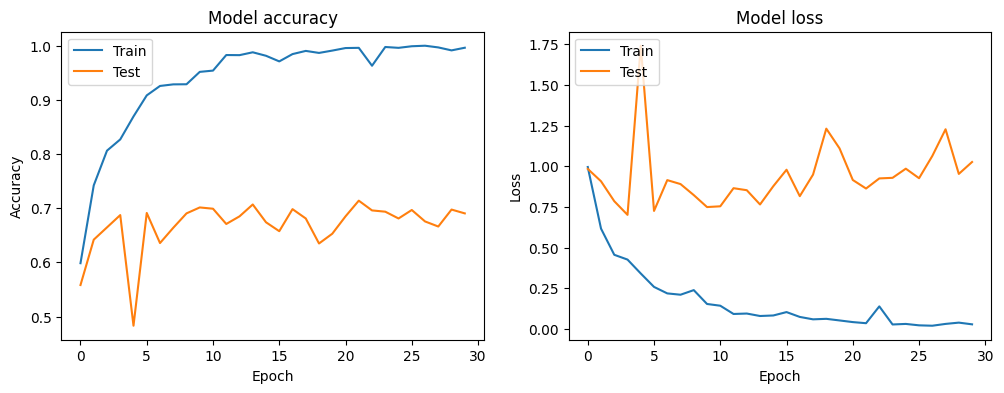 Model accuracy
Train
Test
1.0
0.9
0.8
0.7
0.6
0.5
Accuracy
0 5 10 15 20 25 30
Epoch
Model loss
Train
Test
1.75
1.50
1.25
1.00
0.75
0.50
0.25
0.00
Loss
0 5 10 15 20 25 30
Epoch